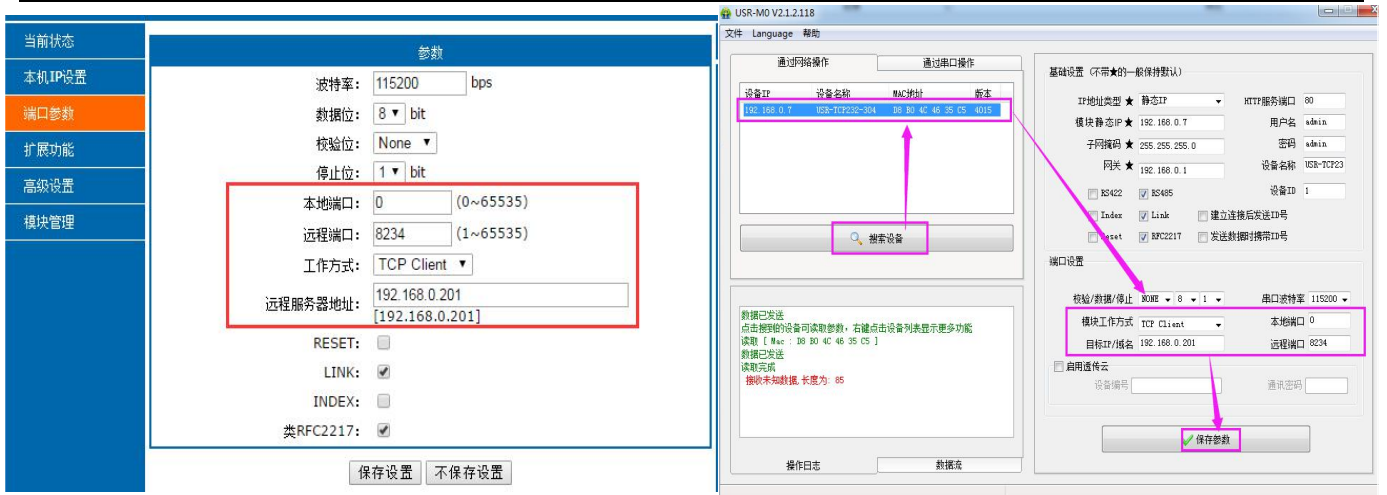 当前状态
本机IP设置
端口参数
扩展功能
高级设置
模块管理
参数
波特率: 115200 bps
数据位: 8 bit
校验位: None
停止位: 1 bit
本地端口: 0 (0~65535)
远程端口: 8234 (1~65535)
工作方式: TCP Client
远程服务器地址: 192.168.0.201
[192.168.0.201]
RESET:
LINK:
INDEX:
类RFC2217:
保存设置 不保存设置
USR-M0 V2.1.2.118
文件 Language 帮助
通过网络操作 通过串口操作
设备IP 设备名称 MAC地址 版本
192.168.0.7 USR-TCP232-304 D8 B0 4C 46 35 C5 4015
搜索设备
数据已发送
点击搜到的设备可读取参数，右键点击设备列表显示更多功能
读取 [ Mac : D8 B0 4C 46 35 C5 ]
数据已发送
读取完成
接收未知数据,长度为: 85
操作日志 数据流
基础设置（不带★的一般保持默认）
IP地址类型 ★ 静态IP HTTP服务端口 80
模块静态IP ★ 192.168.0.7 用户名 admin
子网掩码 ★ 255.255.255.0 密码 admin
网关 ★ 192.168.0.1 设备名称 USR-TCP23
RS422 RS485 设备ID 1
Index Link 建立连接后发送ID号
Reset RFC2217 发送数据时携带ID号
端口设置
校验/数据/停止 NONE 8 1 串口波特率 115200
模块工作方式 TCP Client 本地端口 0
目标IP/域名 192.168.0.201 远程端口 8234
启用透传云
设备编号 通讯密码
保存参数